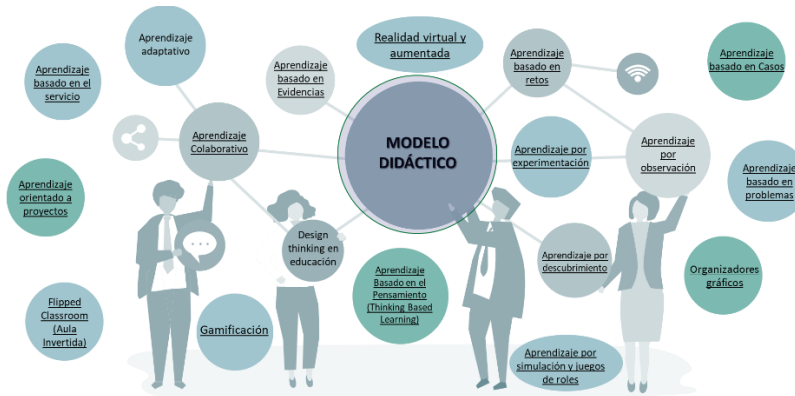 Aprendizaje
adaptativo
Realidad virtual y
aumentada
Aprendizaje
basado en
retos
Aprendizaje
basado en Casos
Aprendizaje
basado en el
servicio
Aprendizaje
basado en
Evidencias
Aprendizaje
Colaborativo
MODELO
DIDÁCTICO
Aprendizaje por
experimentación
Aprendizaje
por
observación
Aprendizaje
basado en
problemas
Aprendizaje
orientado a
proyectos
Design
thinking en
educación
Aprendizaje
Basado en el
Pensamiento
(Thinking Based
Learning)
Aprendizaje por
descubrimiento
Organizadores
gráficos
Flipped
Classroom
(Aula
Invertida)
Gamificación
Aprendizaje por
simulación y juegos
de roles